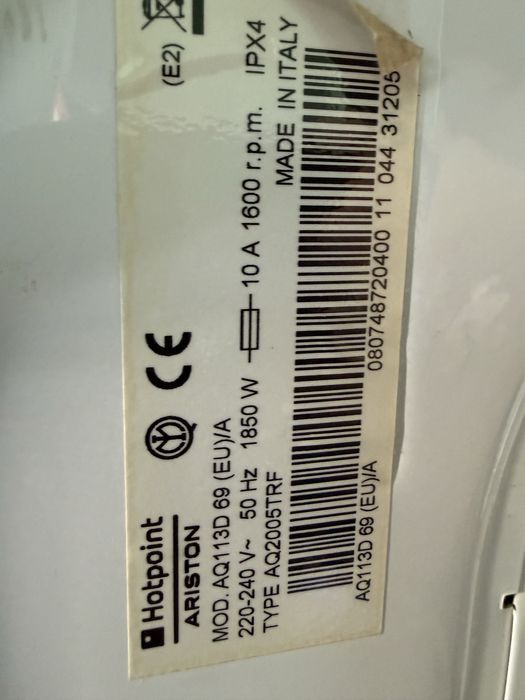 Hotpoint
ARISTON
CE
(E2)
MOD. AQ113D 69 (EU)/A
220-240 V~ 50 Hz 1850 W 10 A 1600 r.p.m. IPX4
TYPE AQ2005TRF
MADE IN ITALY
AQ113D 69 (EU)/A
080748720400 11 044 31205